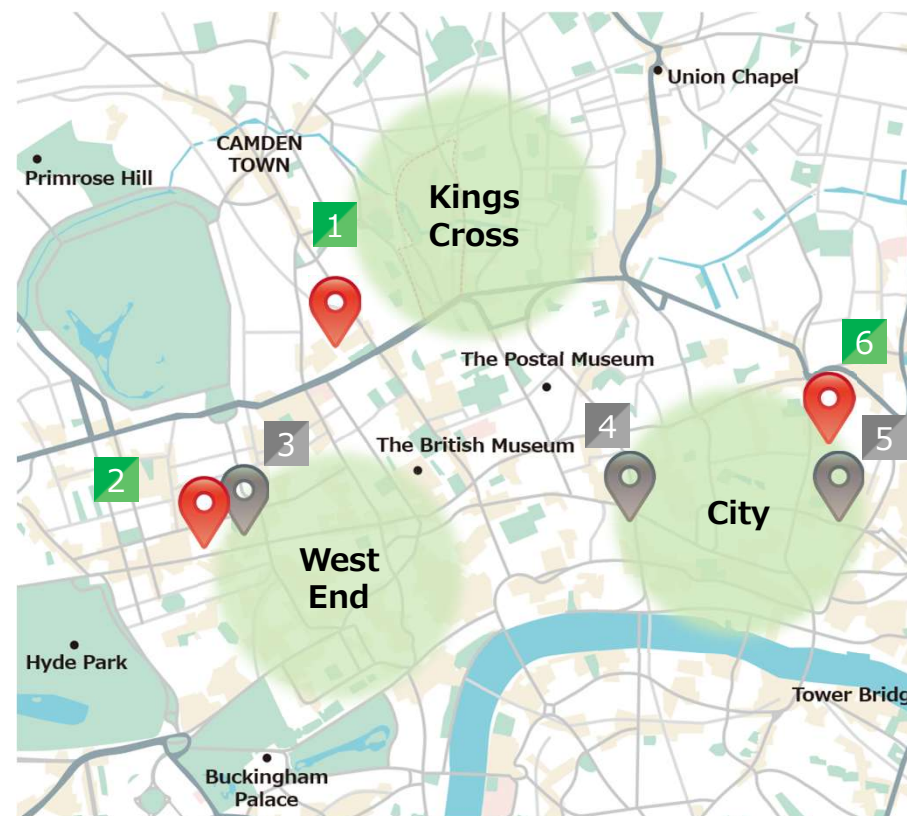 Union Chapel
CAMDEN
TOWN
Primrose Hill
Kings
Cross
1
6
The Postal Museum
3
The British Museum
4
5
2
City
West
End
Hyde Park
Tower Bridg
Buckingham
Palace